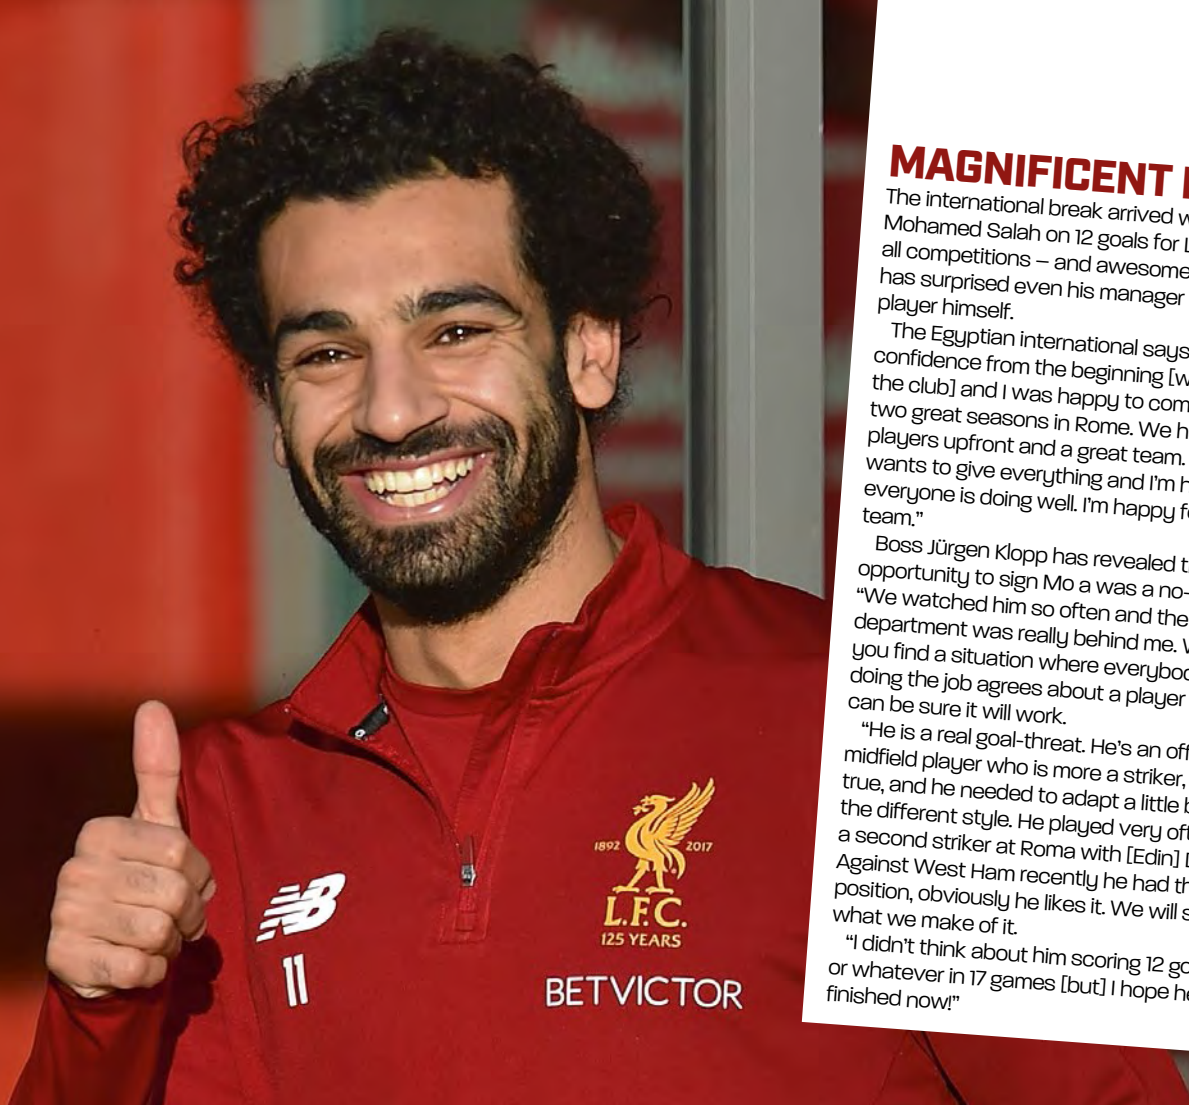 MAGNIFICENT
The international break arrived
Mohamed Salah on 12 goals for
all competitions – and awesome
has surprised even his manager
player himself.
The Egyptian international says
confidence from the beginning
the club] and I was happy to
two great seasons in Rome. We
players upfront and a great team.
wants to give everything and I'm
everyone is doing well. I'm happy
team."
Boss Jürgen Klopp has revealed
opportunity to sign Mo a was a no-
"We watched him so often and the
department was really behind me.
you find a situation where
doing the job agrees about a player
can be sure it will work.
"He is a real goal-threat. He's an
midfield player who is more a striker,
true, and he needed to adapt a little
the different style. He played very
a second striker at Roma with [Edin]
Against West Ham recently he had
position, obviously he likes it. We will
what we make of it.
"I didn't think about him scoring 12
or whatever in 17 games [but] I hope
finished now!"
1892 2017
L.F.C.
125 YEARS
NB
11
BETVICTOR